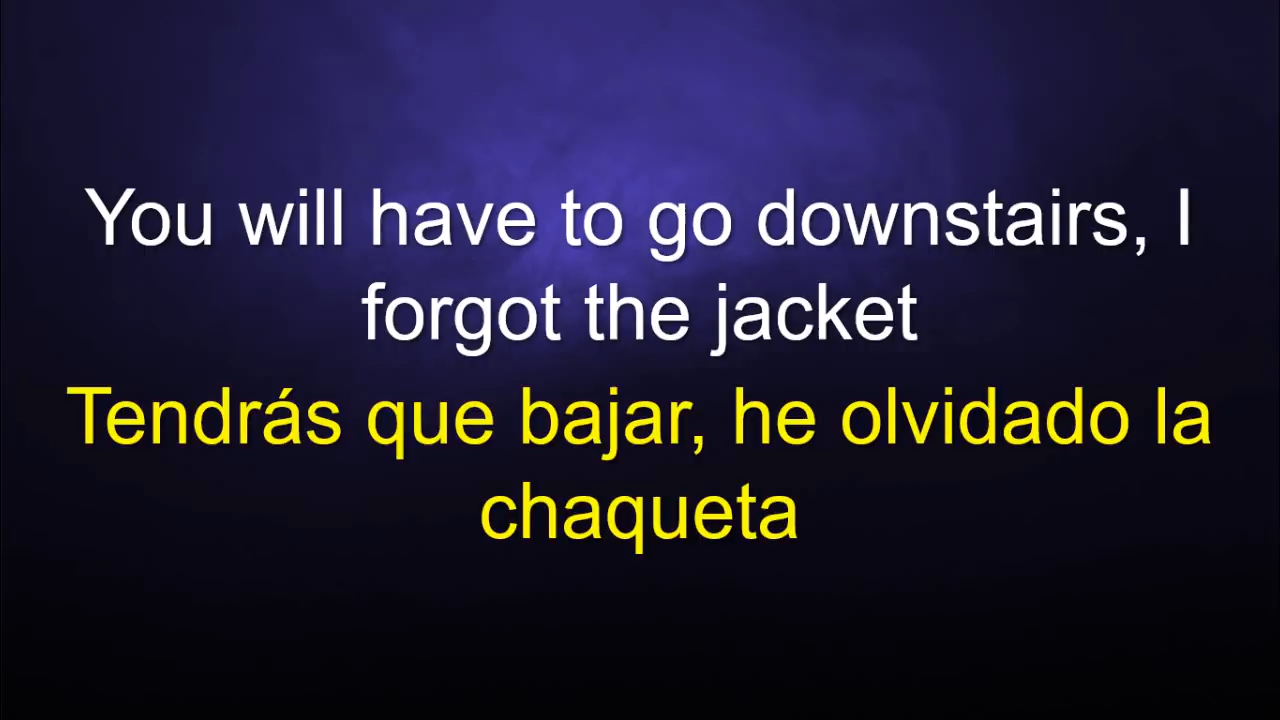 You will have to go downstairs, I
forgot the jacket
Tendrás que bajar, he olvidado la
chaqueta